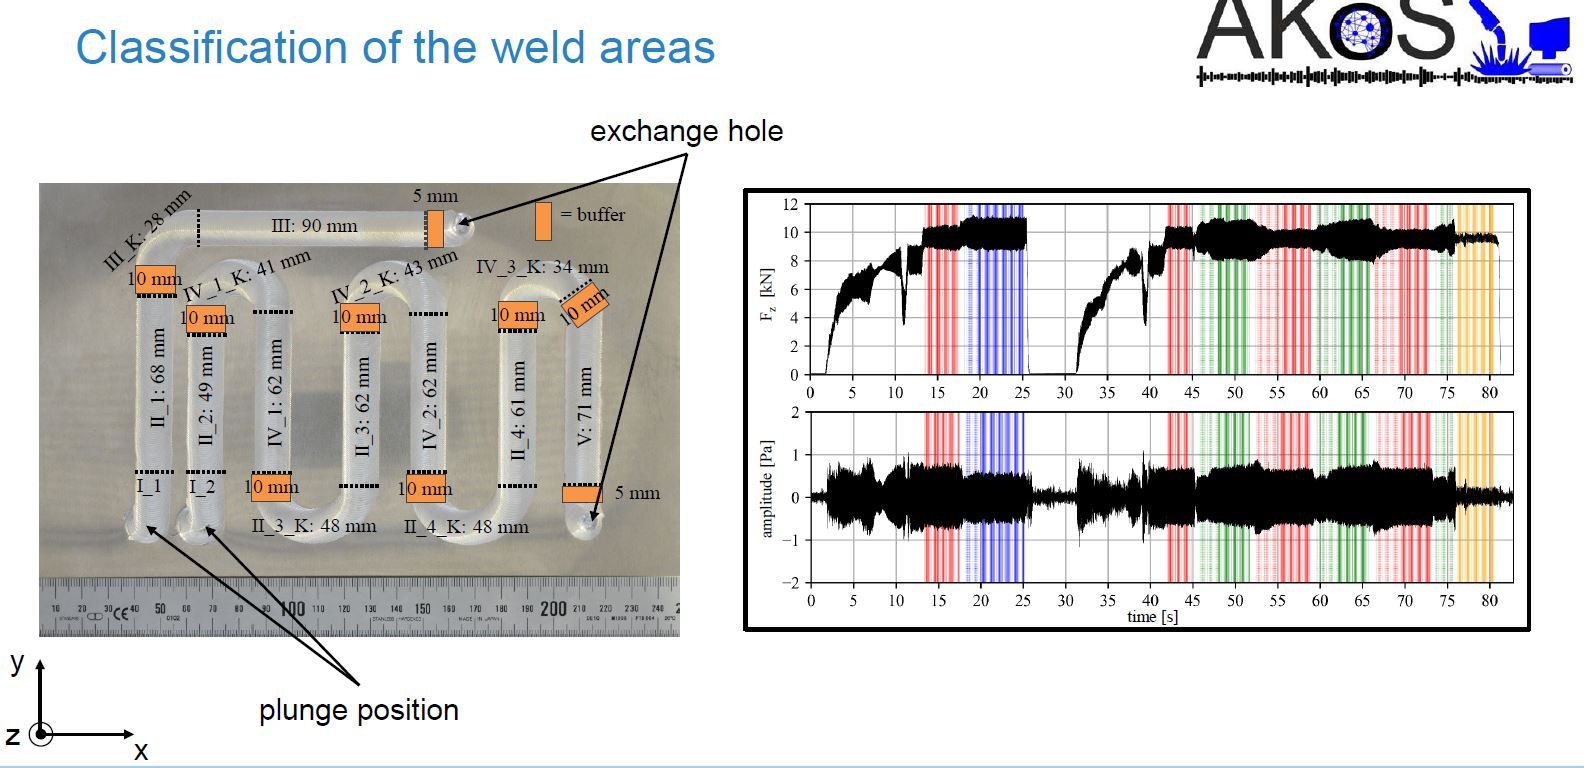 Classification of the weld areas
AKoS
exchange hole
5 mm
= buffer
III_K: 28 mm
III: 90 mm
10 mm
IV_1_K: 41 mm
IV_2_K: 43 mm
IV_3_K: 34 mm
10 mm
10 mm
10 mm
10 mm
II_1: 68 mm
II_2: 49 mm
IV_1: 62 mm
II_3: 62 mm
IV_2: 62 mm
II_4: 61 mm
V: 71 mm
I_1
I_2
10 mm
10 mm
5 mm
II_3_K: 48 mm
II_4_K: 48 mm
10 20 30 CE 40 50 60 70 80 90 100 110 120 130 140 150 160 170 180 190 200 210 220 230 240
plunge position
y
z
x
12
10
8
6
4
2
0
Fz [kN]
0 5 10 15 20 25 30 35 40 45 50 55 60 65 70 75 80
2
1
0
−1
−2
amplitude [Pa]
0 5 10 15 20 25 30 35 40 45 50 55 60 65 70 75 80
time [s]